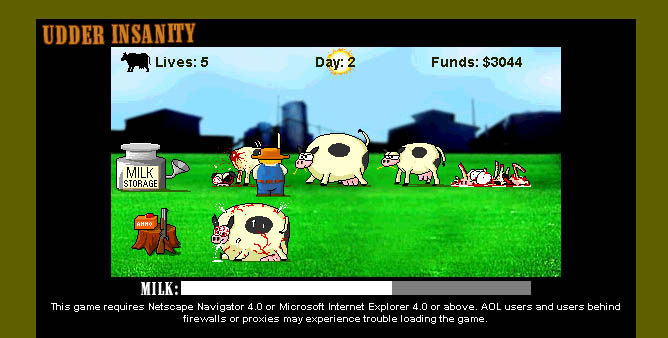 UDDER INSANITY
Lives: 5 Day: 2 Funds: $3044
MILK
STORAGE
AMMO
MILK:
This game requires Netscape Navigator 4.0 or Microsoft Internet Explorer 4.0 or above. AOL users and users behind
firewalls or proxies may experience trouble loading the game.